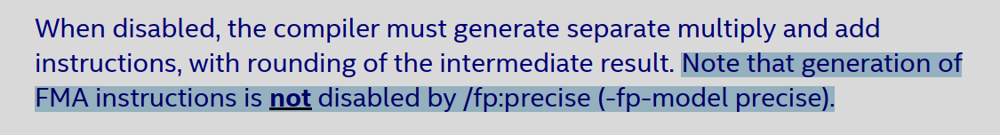 When disabled, the compiler must generate separate multiply and add
instructions, with rounding of the intermediate result. Note that generation of
FMA instructions is not disabled by /fp:precise (-fp-model precise).